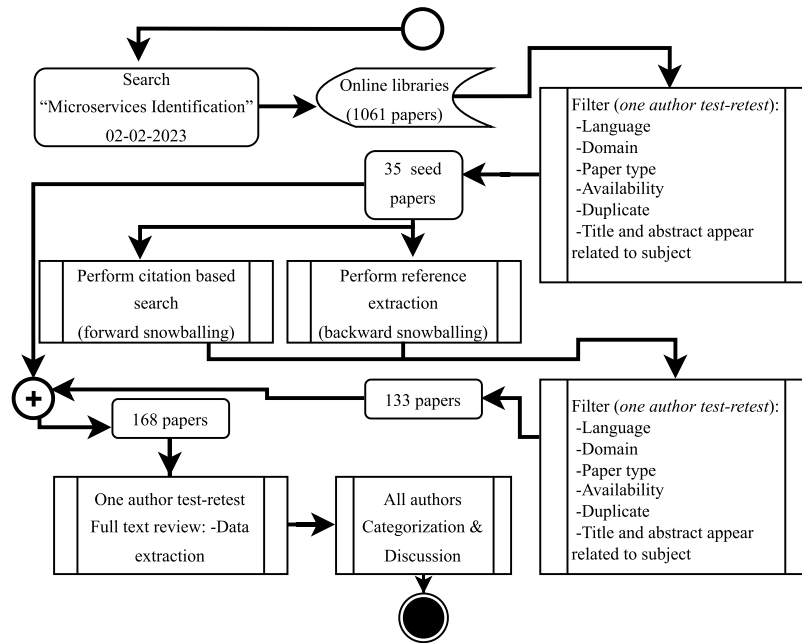 Search
“Microservices Identification”
02-02-2023
Online libraries
(1061 papers)
Filter (one author test-retest):
-Language
-Domain
-Paper type
-Availability
-Duplicate
-Title and abstract appear
related to subject
35 seed
papers
Perform citation based
search
(forward snowballing)
Perform reference
extraction
(backward snowballing)
Filter (one author test-retest):
-Language
-Domain
-Paper type
-Availability
-Duplicate
-Title and abstract appear
related to subject
133 papers
+
168 papers
One author test-retest
Full text review: -Data
extraction
All authors
Categorization &
Discussion